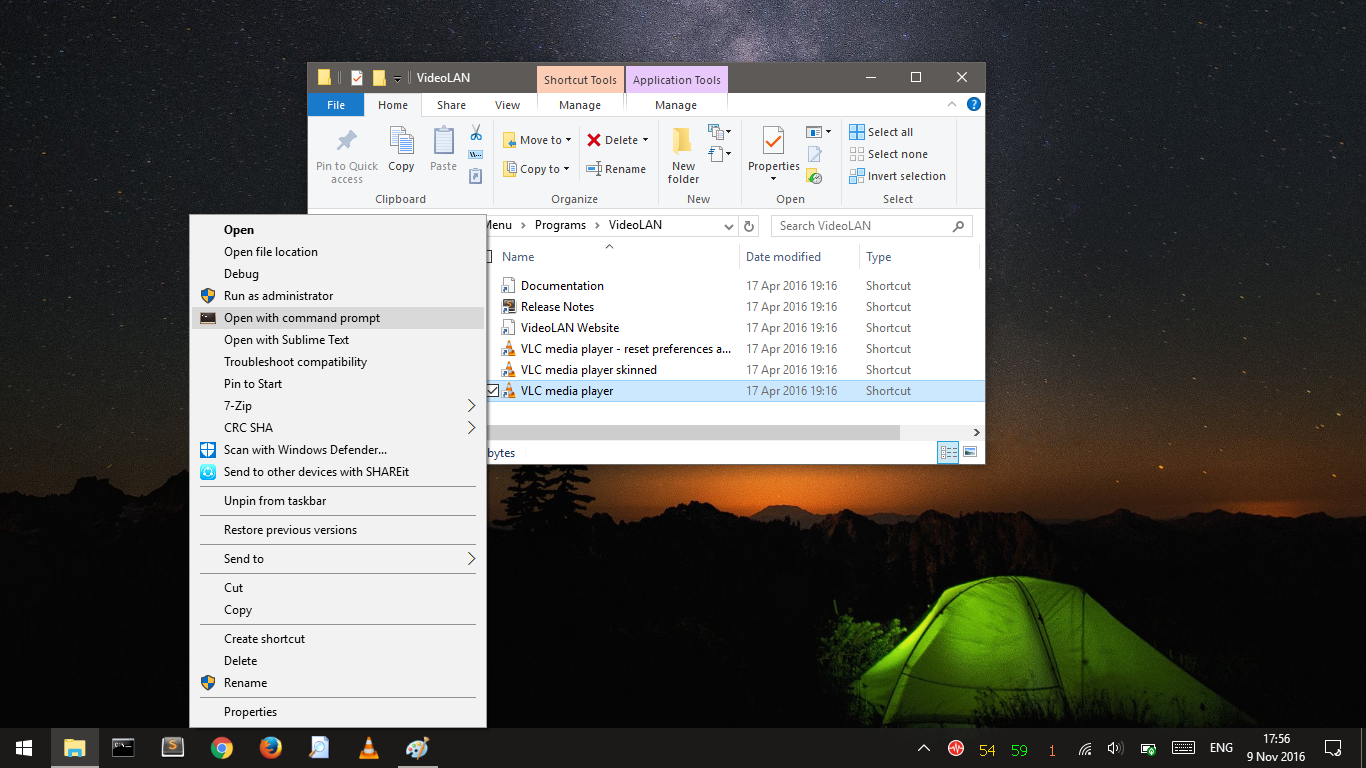 VideoLAN
Shortcut Tools
Application Tools
File
Home
Share
View
Manage
Manage
Pin to Quick access
Copy
Paste
Move to
Copy to
Delete
Rename
New folder
Properties
Select all
Select none
Invert selection
Clipboard
Organize
New
Open
Select
Menu > Programs > VideoLAN
Search VideoLAN
Name Date modified Type
Documentation 17 Apr 2016 19:16 Shortcut
Release Notes 17 Apr 2016 19:16 Shortcut
VideoLAN Website 17 Apr 2016 19:16 Shortcut
VLC media player - reset preferences a... 17 Apr 2016 19:16 Shortcut
VLC media player skinned 17 Apr 2016 19:16 Shortcut
VLC media player 17 Apr 2016 19:16 Shortcut
bytes
Open
Open file location
Debug
Run as administrator
Open with command prompt
Open with Sublime Text
Troubleshoot compatibility
Pin to Start
7-Zip
CRC SHA
Scan with Windows Defender...
Send to other devices with SHAREit
Unpin from taskbar
Restore previous versions
Send to
Cut
Copy
Create shortcut
Delete
Rename
Properties
54 59 1
ENG
17:56
9 Nov 2016